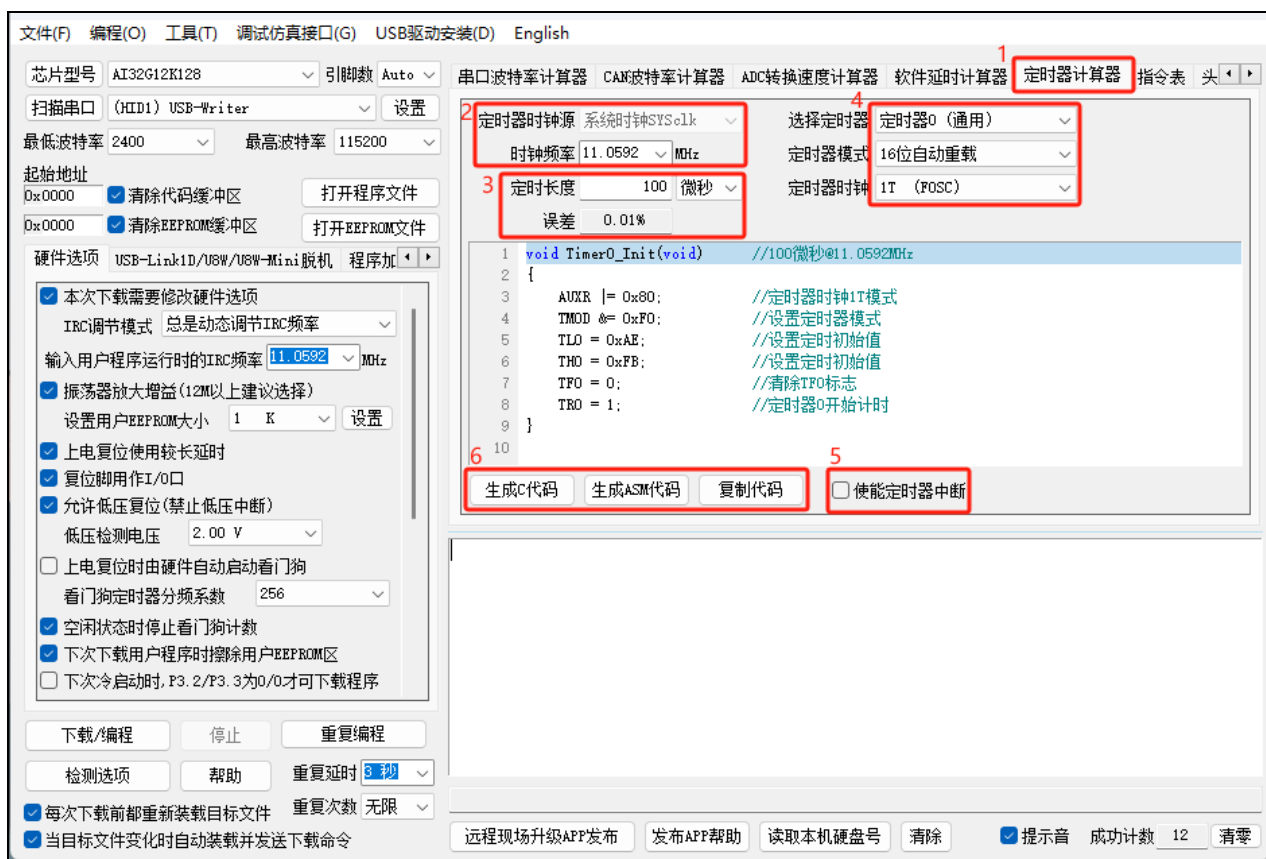 文件(F) 编程(O) 工具(T) 调试仿真接口(G) USB驱动安装(D) English
芯片型号 AI32G12K128 引脚数 Auto
扫描串口 (HID1) USB-Writer 设置
最低波特率 2400 最高波特率 115200
起始地址
0x0000 清除代码缓冲区 打开程序文件
0x0000 清除EEPROM缓冲区 打开EEPROM文件
硬件选项 USB-Link1D/U8W/U8W-Mini脱机 程序加
本次下载需要修改硬件选项
IRC调节模式 总是动态调节IRC频率
输入用户程序运行时的IRC频率 11.0592 MHz
振荡器放大增益(12M以上建议选择)
设置用户EEPROM大小 1 K 设置
上电复位使用较长延时
复位脚用作I/O口
允许低压复位(禁止低压中断)
低压检测电压 2.00 V
上电复位时由硬件自动启动看门狗
看门狗定时器分频系数 256
空闲状态时停止看门狗计数
下次下载用户程序时擦除用户EEPROM区
下次冷启动时,P3.2/P3.3为0/0才可下载程序
下载/编程 停止 重复编程
检测选项 帮助 重复延时 3 秒
每次下载前都重新装载目标文件 重复次数 无限
当目标文件变化时自动装载并发送下载命令
1
串口波特率计算器 CAN波特率计算器 ADC转换速度计算器 软件延时计算器 定时器计算器 指令表 头
2 4
定时器时钟源 系统时钟SYSclk 选择定时器 定时器0 (通用)
时钟频率 11.0592 MHz 定时器模式 16位自动重载
3 定时长度 100 微秒 定时器时钟 1T (FOSC)
误差 0.01%
1 void Timer0_Init(void) //100微秒@11.0592MHz
2 {
3 AUXR |= 0x80; //定时器时钟1T模式
4 TMOD &= 0xF0; //设置定时器模式
5 TL0 = 0xAE; //设置定时初始值
6 TH0 = 0xFB; //设置定时初始值
7 TF0 = 0; //清除TF0标志
8 TR0 = 1; //定时器0开始计时
9 }
10
6 5
生成C代码 生成ASM代码 复制代码 使能定时器中断
远程现场升级APP发布 发布APP帮助 读取本机硬盘号 清除 提示音 成功计数 12 清零